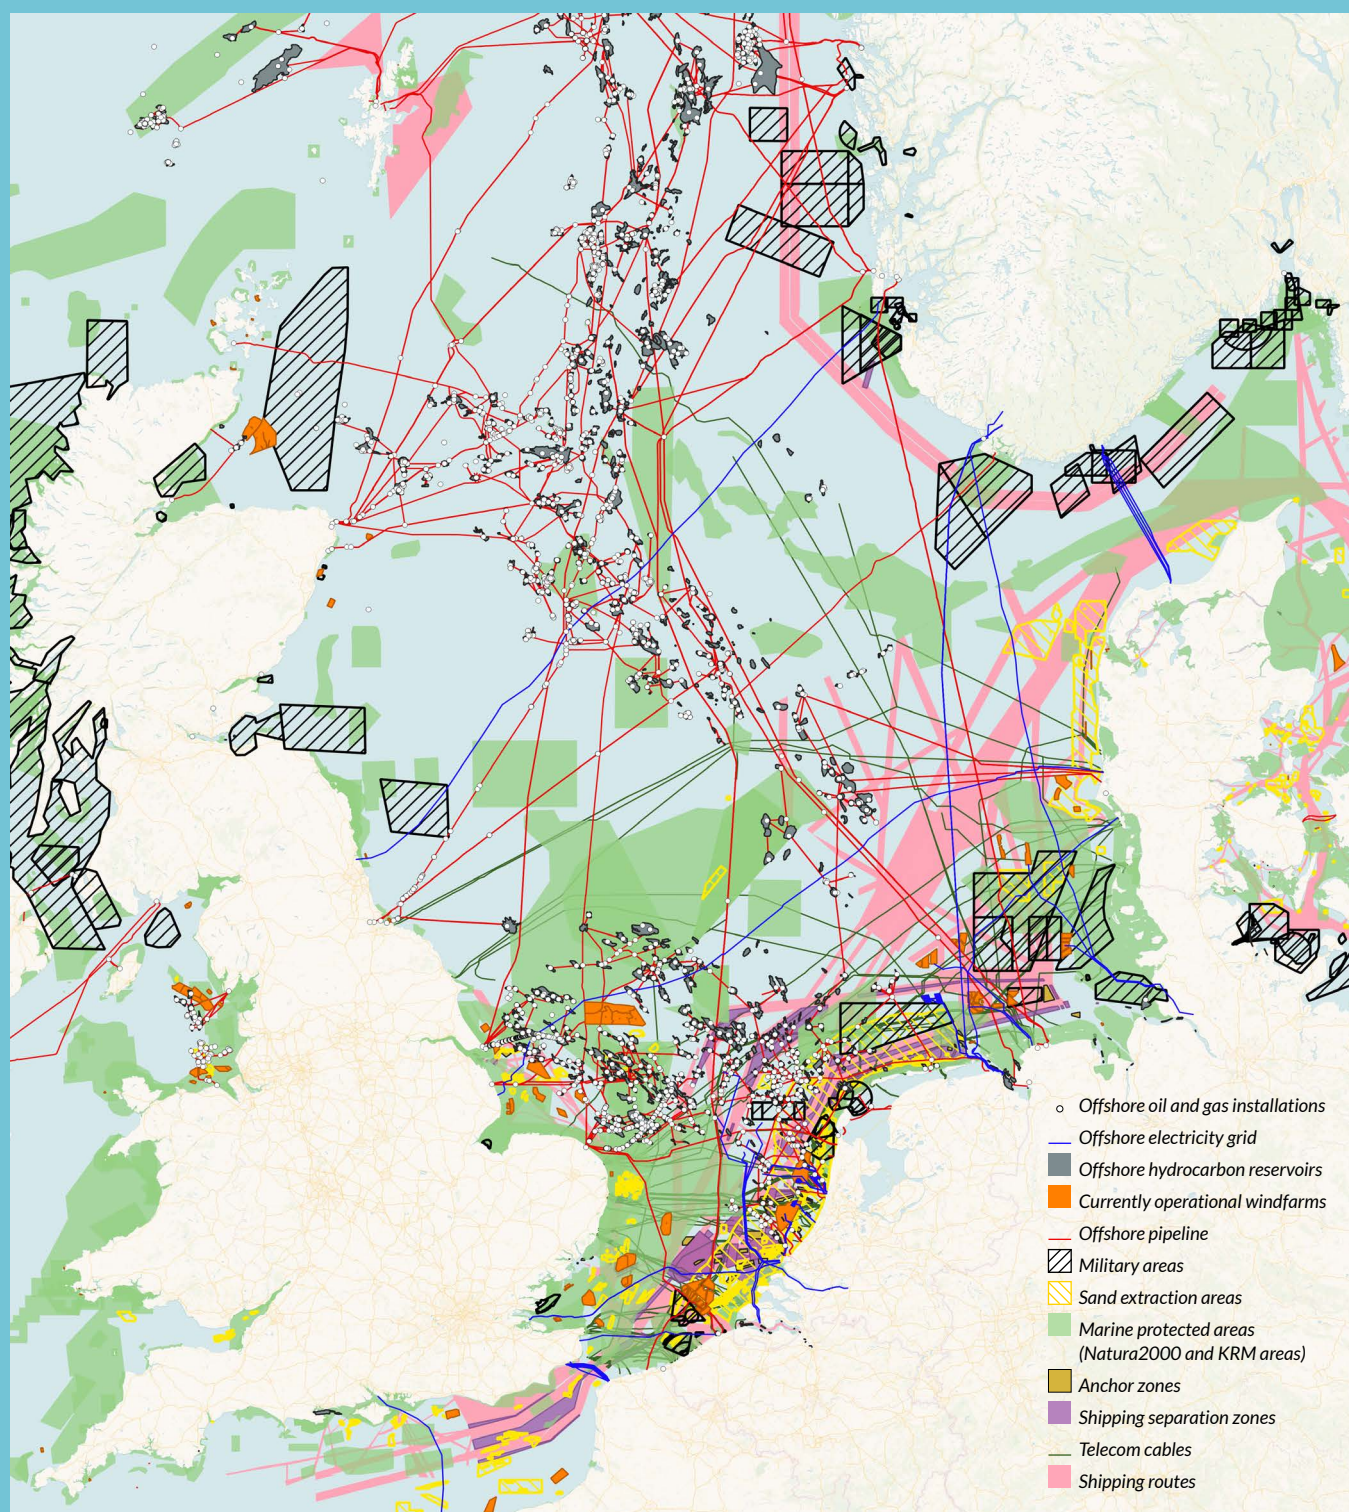 Offshore oil and gas installations
Offshore electricity grid
Offshore hydrocarbon reservoirs
Currently operational windfarms
Offshore pipeline
Military areas
Sand extraction areas
Marine protected areas
(Natura2000 and KRM areas)
Anchor zones
Shipping separation zones
Telecom cables
Shipping routes